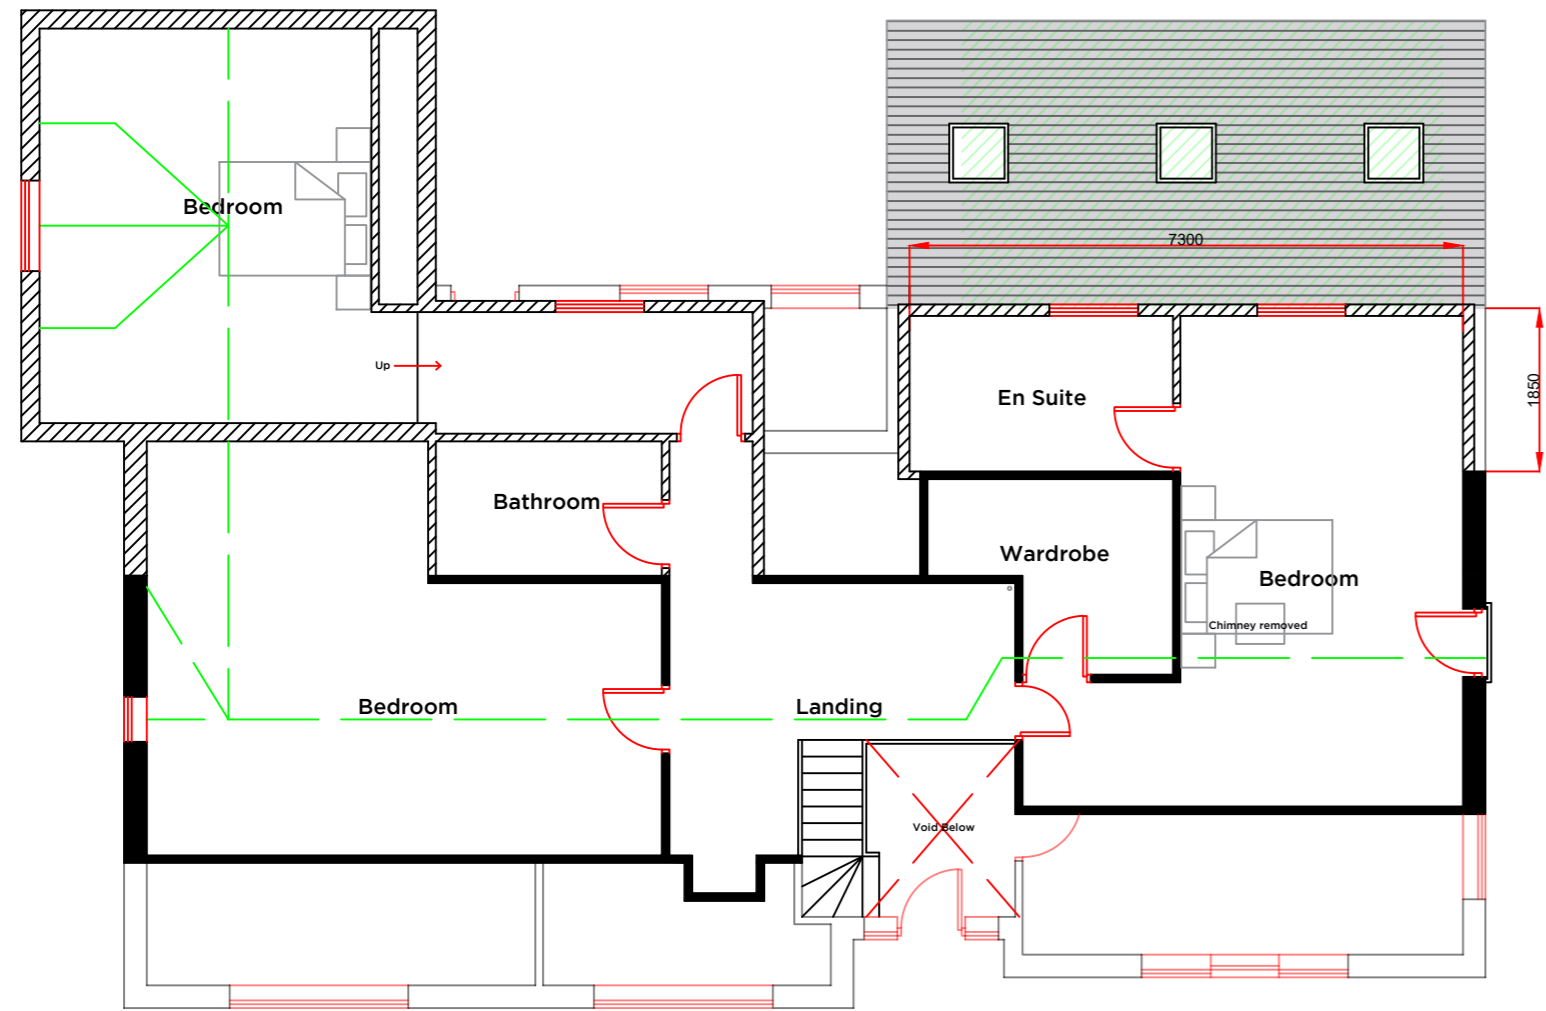 Bedroom
7300
Up
1850
En Suite
Bathroom
Wardrobe
Bedroom
Chimney removed
Bedroom
Landing
Void Below